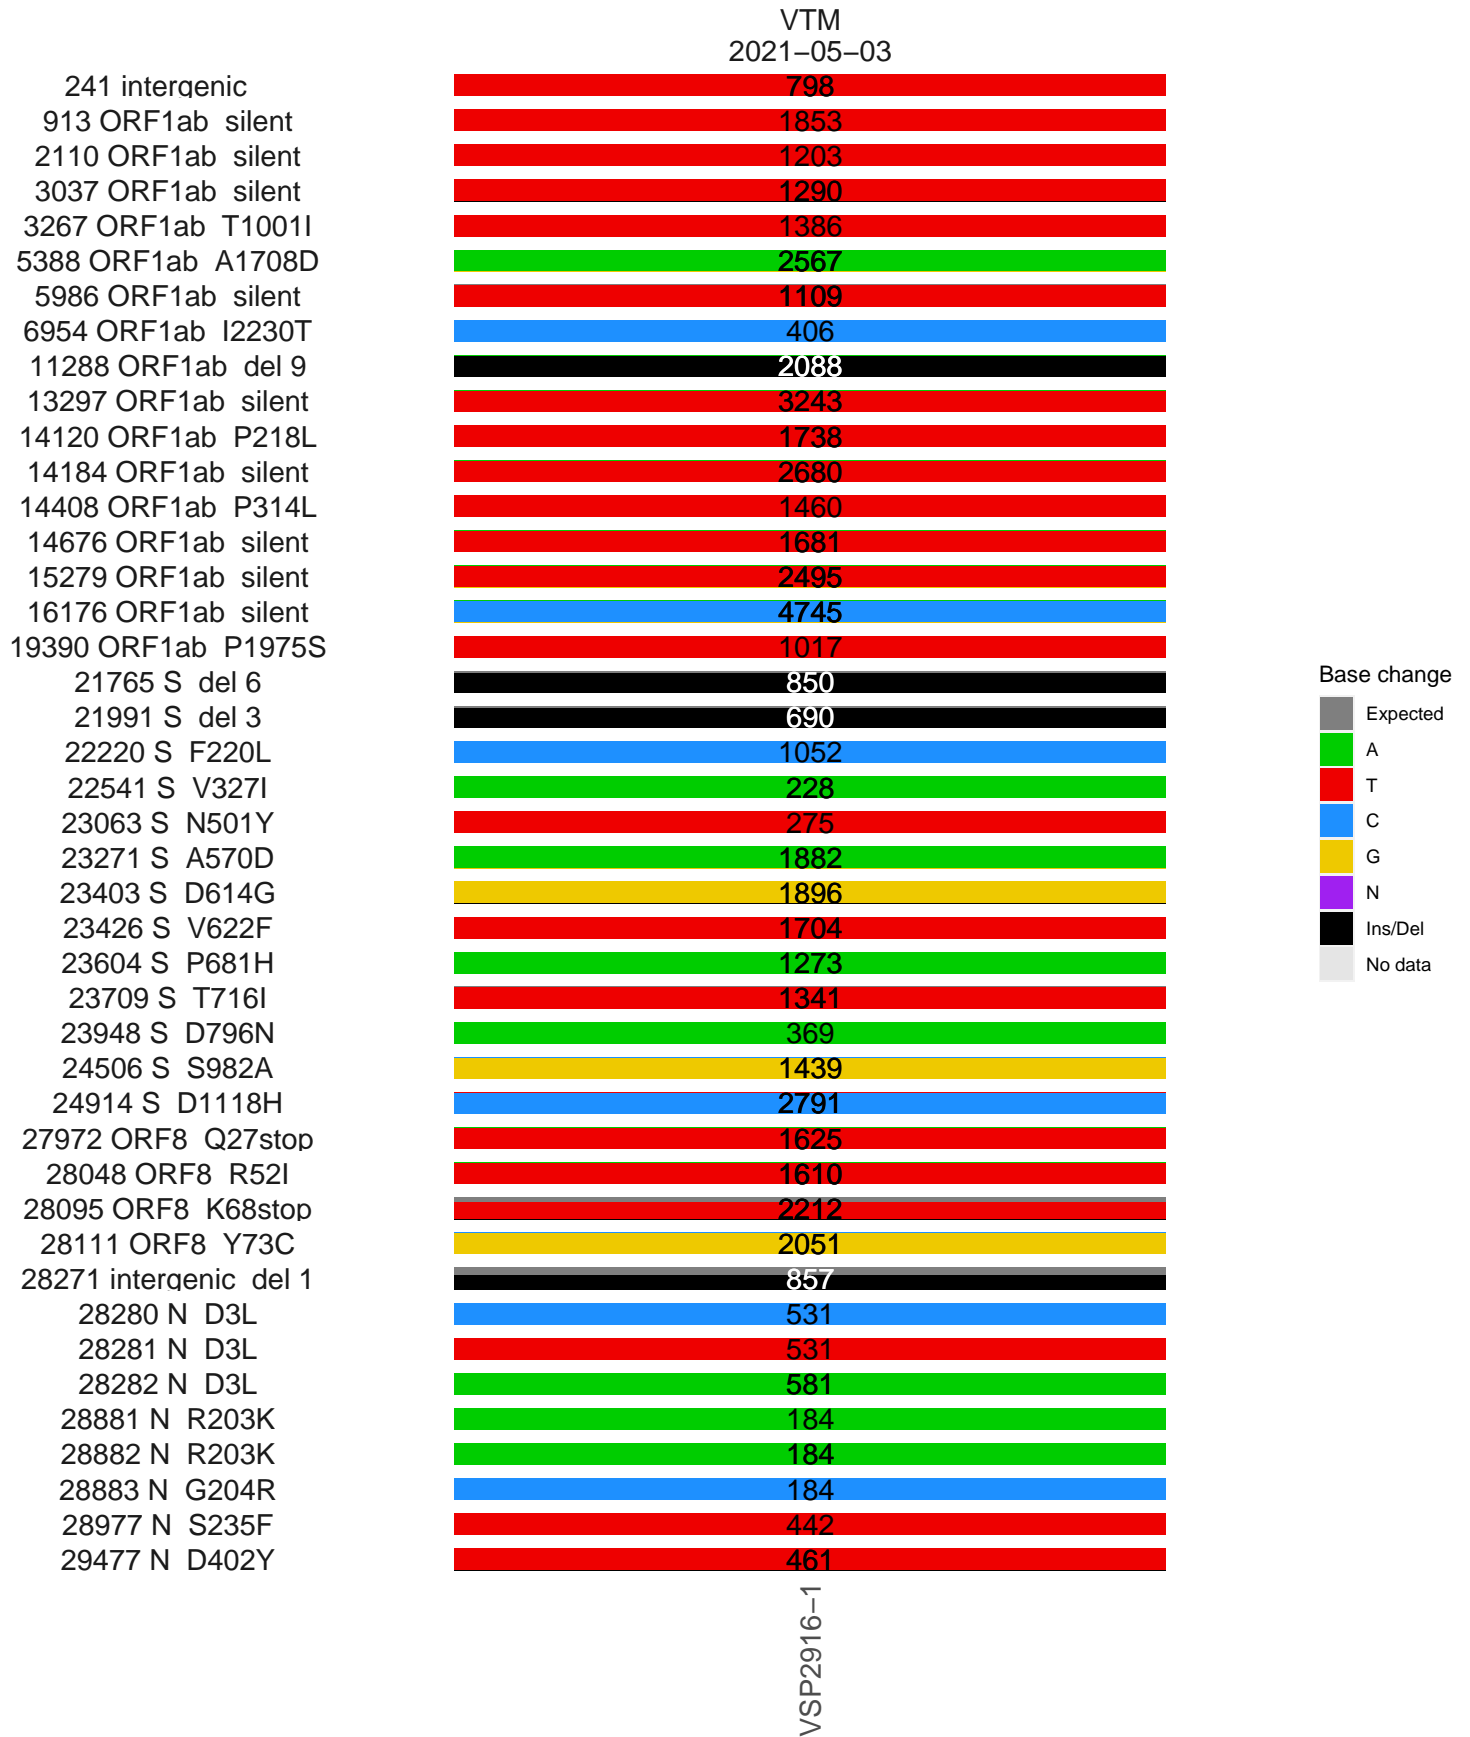 VTM
2021−05−03
241 intergenic 798
913 ORF1ab silent 1853
2110 ORF1ab silent 1203
3037 ORF1ab silent 1290
3267 ORF1ab T1001I 1386
5388 ORF1ab A1708D 2567
5986 ORF1ab silent 1109
6954 ORF1ab I2230T 406
11288 ORF1ab del 9 2088
13297 ORF1ab silent 3243
14120 ORF1ab P218L 1738
14184 ORF1ab silent 2680
14408 ORF1ab P314L 1460
14676 ORF1ab silent 1681
15279 ORF1ab silent 2495
16176 ORF1ab silent 4745
19390 ORF1ab P1975S 1017
21765 S del 6 850
21991 S del 3 690
22220 S F220L 1052
22541 S V327I 228
23063 S N501Y 275
23271 S A570D 1882
23403 S D614G 1896
23426 S V622F 1704
23604 S P681H 1273
23709 S T716I 1341
23948 S D796N 369
24506 S S982A 1439
24914 S D1118H 2791
27972 ORF8 Q27stop 1625
28048 ORF8 R52I 1610
28095 ORF8 K68stop 2212
28111 ORF8 Y73C 2051
28271 intergenic del 1 857
28280 N D3L 531
28281 N D3L 531
28282 N D3L 581
28881 N R203K 184
28882 N R203K 184
28883 N G204R 184
28977 N S235F 442
29477 N D402Y 461
VSP2916−1
Base change
Expected
A
T
C
G
N
Ins/Del
No data